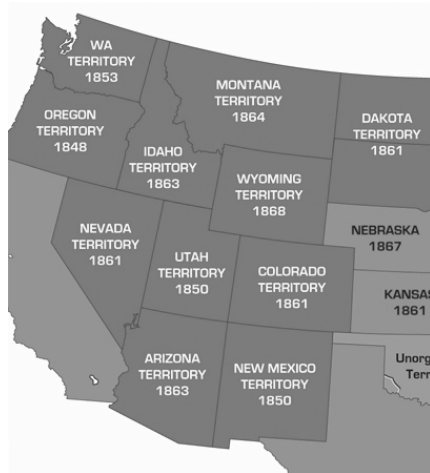 WA
TERRITORY
1853
MONTANA
TERRITORY
1864
DAKOTA
TERRITORY
1861
OREGON
TERRITORY
1848
IDAHO
TERRITORY
1863
WYOMING
TERRITORY
1868
NEBRASKA
1867
NEVADA
TERRITORY
1861
UTAH
TERRITORY
1850
COLORADO
TERRITORY
1861
KANSAS
1861
ARIZONA
TERRITORY
1863
NEW MEXICO
TERRITORY
1850
Unorg
Terr